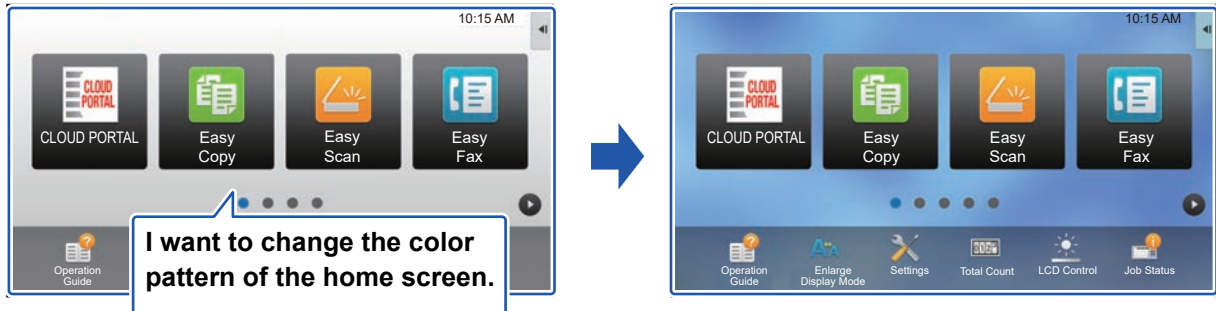 10:15 AM
CLOUD
PORTAL
CLOUD PORTAL
Easy
Copy
Easy
Scan
Easy
Fax
I want to change the color
pattern of the home screen.
Operation
Guide
10:15 AM
CLOUD
PORTAL
CLOUD PORTAL
Easy
Copy
Easy
Scan
Easy
Fax
Operation
Guide
Enlarge
Display Mode
Settings
Total Count
LCD Control
Job Status